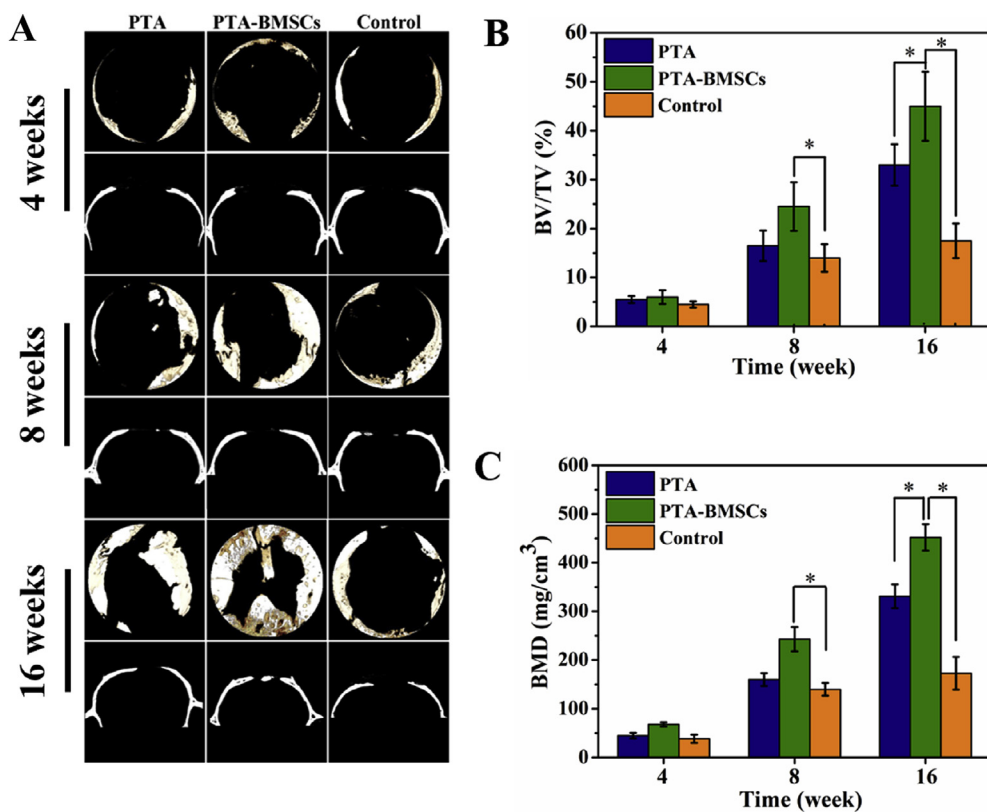 A
PTA PTA-BMSCs Control
4 weeks
8 weeks
16 weeks
B
60
50
40
30
20
10
0
BV/TV (%)
PTA
PTA-BMSCs
Control
*
*
*
4 8 16
Time (week)
C
600
500
400
300
200
100
0
BMD (mg/cm³)
PTA
PTA-BMSCs
Control
*
*
*
4 8 16
Time (week)